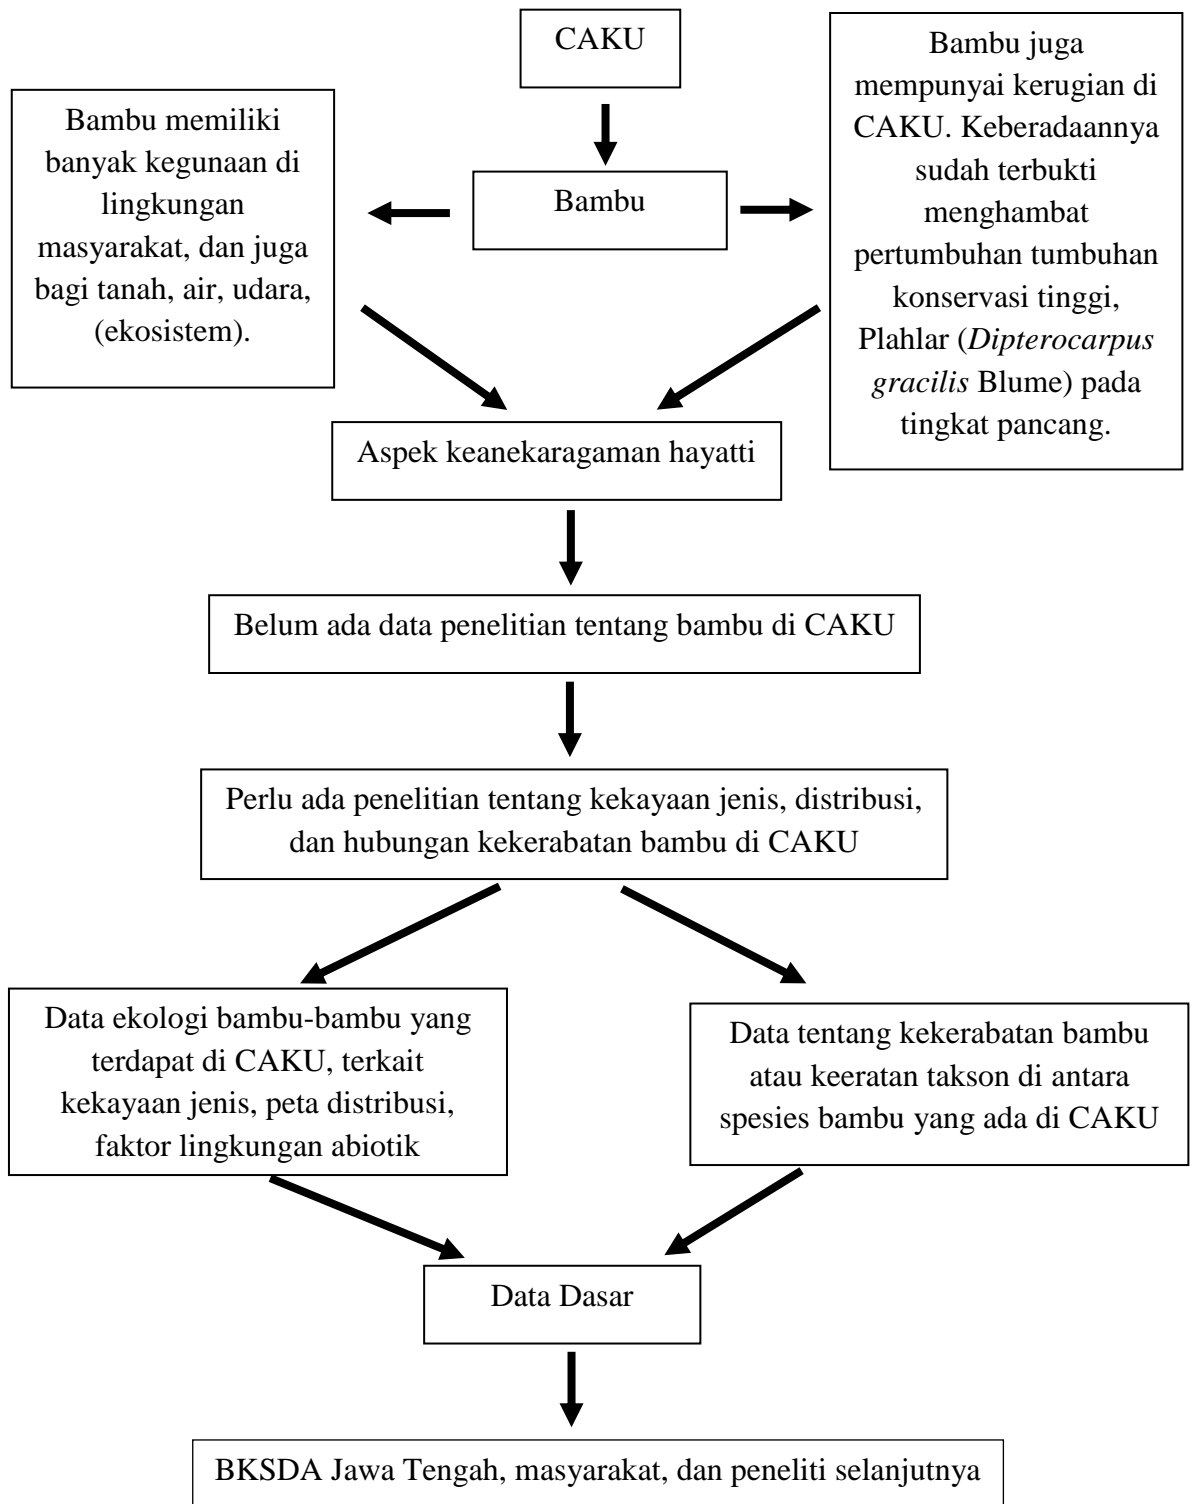 CAKU
Bambu
Bambu memiliki
banyak kegunaan di
lingkungan
masyarakat, dan juga
bagi tanah, air, udara,
(ekosistem).
Bambu juga
mempunyai kerugian di
CAKU. Keberadaannya
sudah terbukti
menghambat
pertumbuhan tumbuhan
konservasi tinggi,
Plahlar (Dipterocarpus
gracilis Blume) pada
tingkat pancang.
Aspek keanekaragaman hayatti
Belum ada data penelitian tentang bambu di CAKU
Perlu ada penelitian tentang kekayaan jenis, distribusi,
dan hubungan kekerabatan bambu di CAKU
Data ekologi bambu-bambu yang
terdapat di CAKU, terkait
kekayaan jenis, peta distribusi,
faktor lingkungan abiotik
Data tentang kekerabatan bambu
atau keeratan takson di antara
spesies bambu yang ada di CAKU
Data Dasar
BKSDA Jawa Tengah, masyarakat, dan peneliti selanjutnya